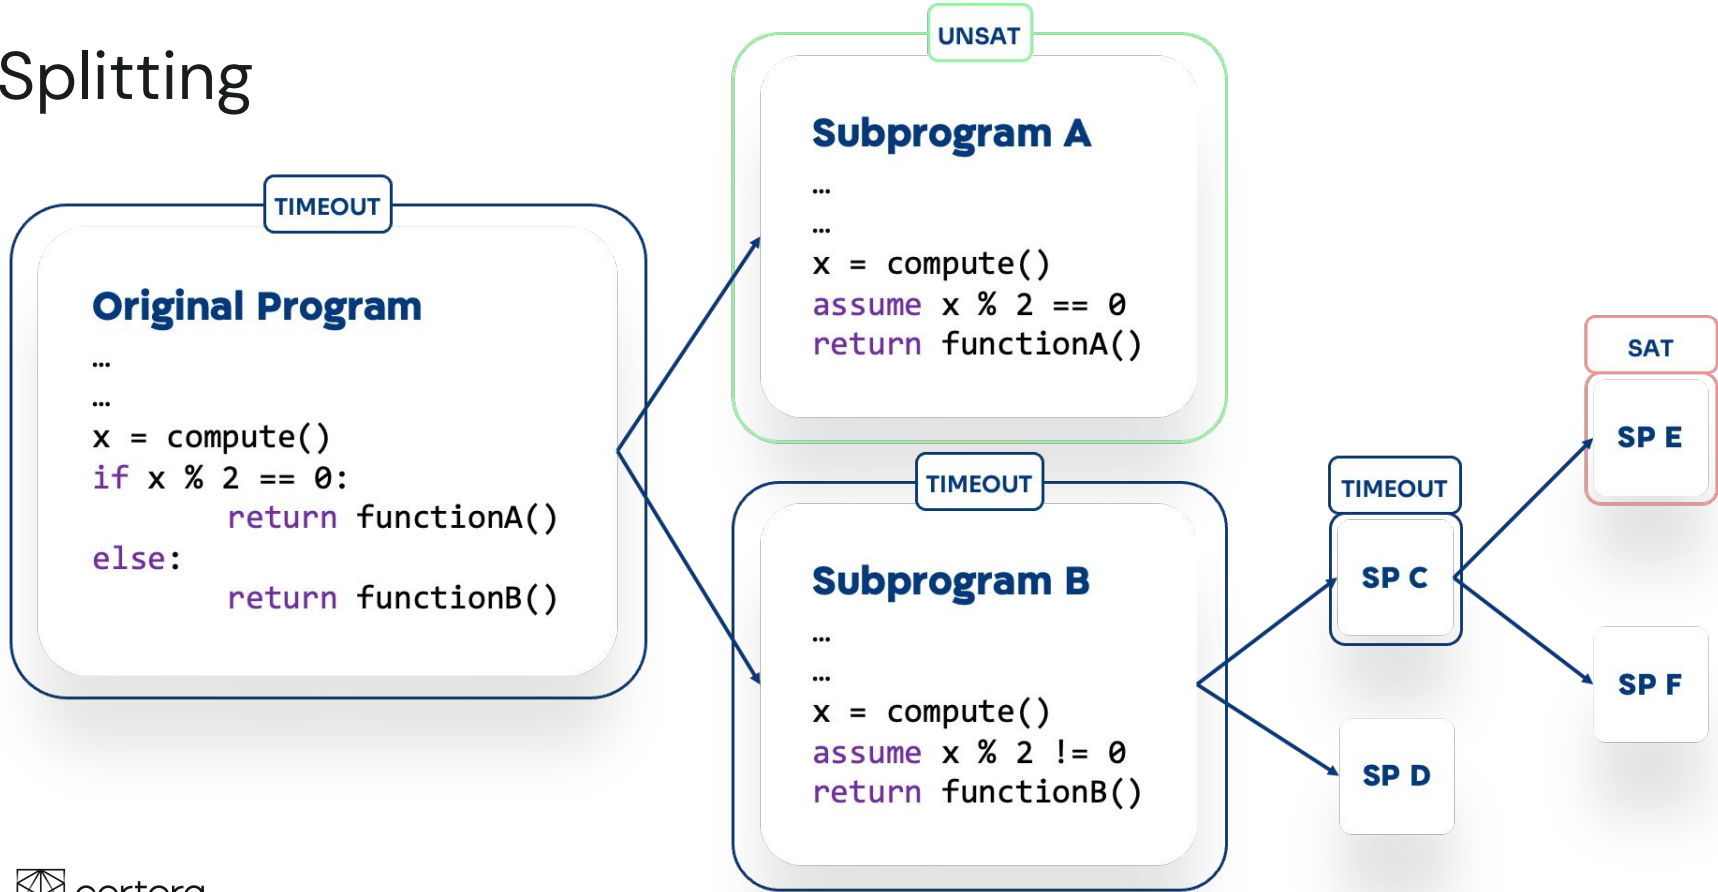 Splitting
TIMEOUT
Original Program
…
…
x = compute()
if x % 2 == 0:
return functionA()
else:
return functionB()
UNSAT
Subprogram A
…
…
x = compute()
assume x % 2 == 0
return functionA()
TIMEOUT
Subprogram B
…
…
x = compute()
assume x % 2 != 0
return functionB()
TIMEOUT
SP C
SP D
SAT
SP E
SP F
certora